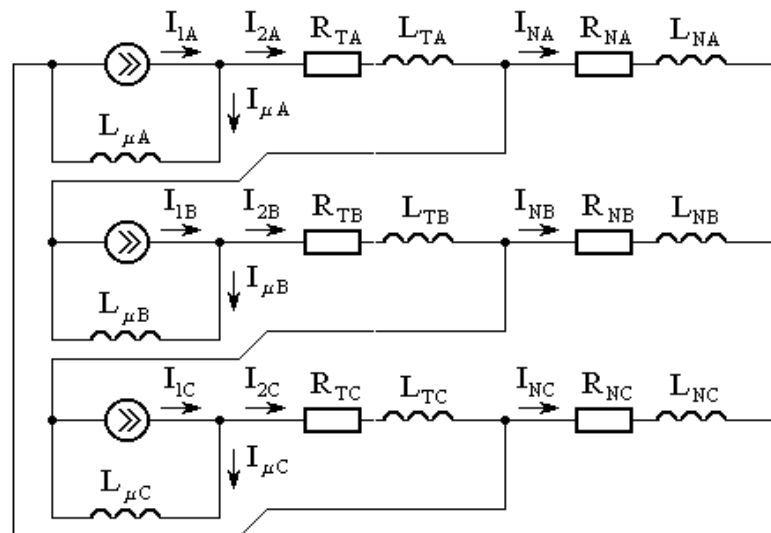 I1A I2A RTA LTA INA RNA LNA
LμA IμA
I1B I2B RTB LTB INB RNB LNB
LμB IμB
I1C I2C RTC LTC INC RNC LNC
LμC IμC